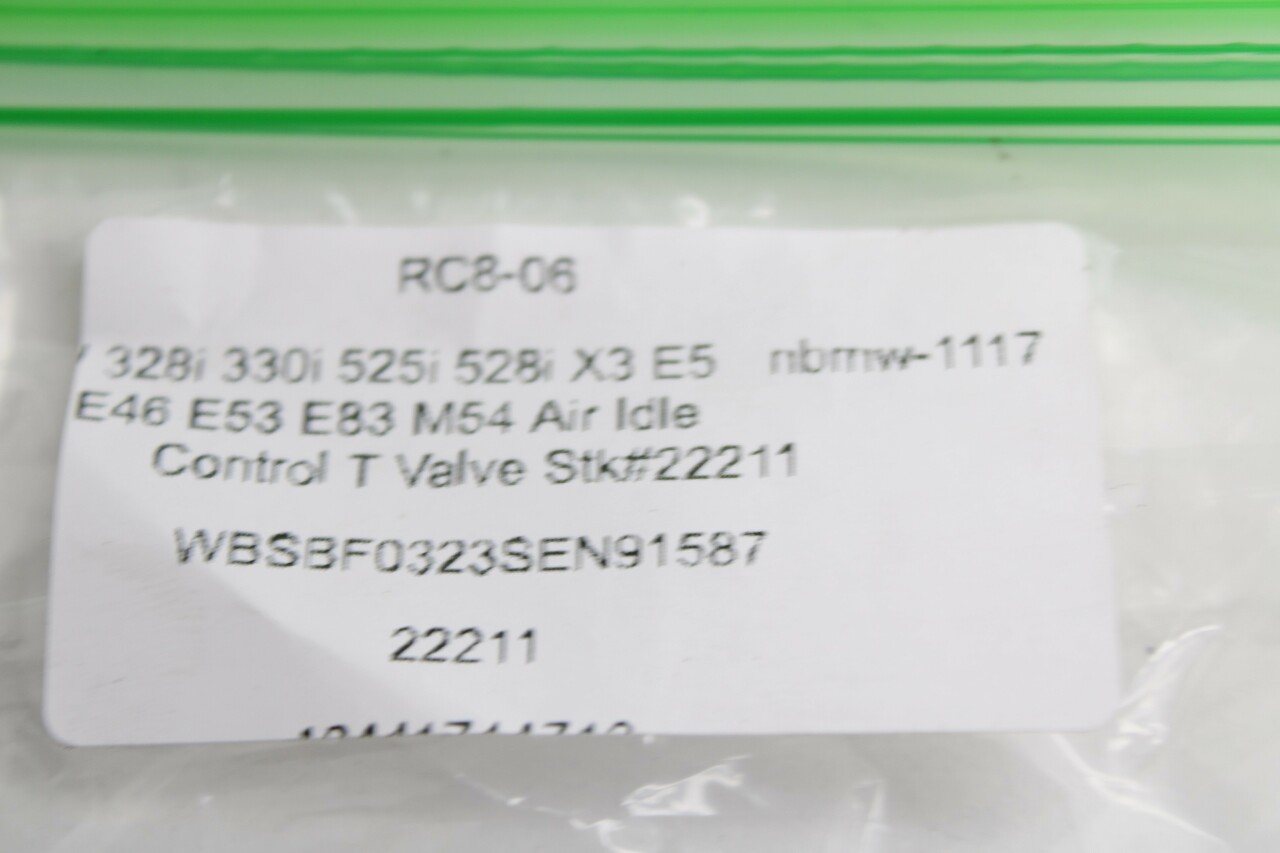 RC8-06
328i 330i 525i 528i X3 E5 nbmw-1117
E46 E53 E83 M54 Air Idle
Control T Valve Stk#22211
WBSBF0323SEN91587
22211